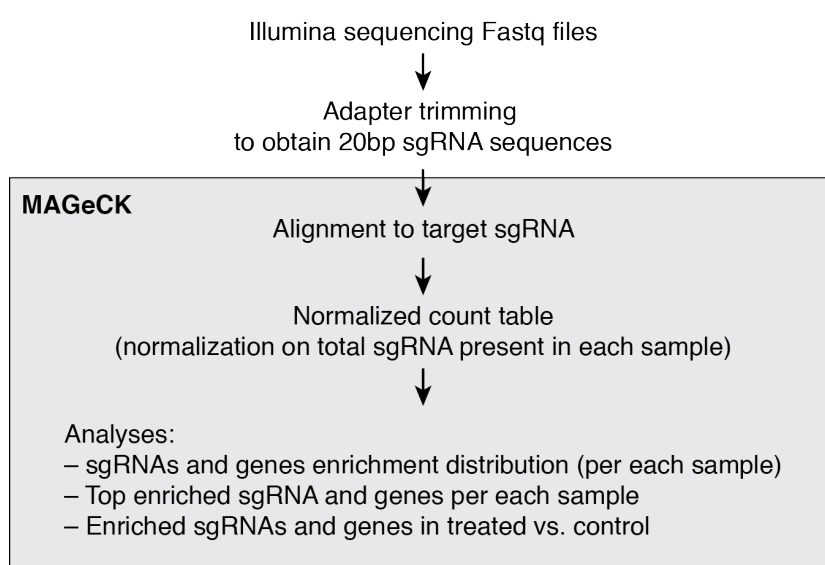 Illumina sequencing Fastq files
Adapter trimming
to obtain 20bp sgRNA sequences
MAGeCK
Alignment to target sgRNA
Normalized count table
(normalization on total sgRNA present in each sample)
Analyses:
– sgRNAs and genes enrichment distribution (per each sample)
– Top enriched sgRNA and genes per each sample
– Enriched sgRNAs and genes in treated vs. control